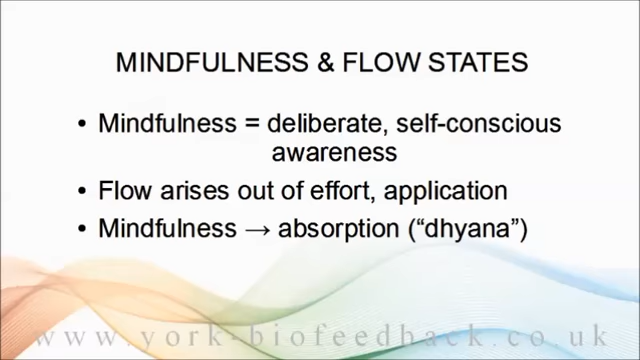 MINDFULNESS & FLOW STATES
• Mindfulness = deliberate, self-conscious
awareness
• Flow arises out of effort, application
• Mindfulness → absorption (“dhyana”)
www.york-biofeedback.co.uk